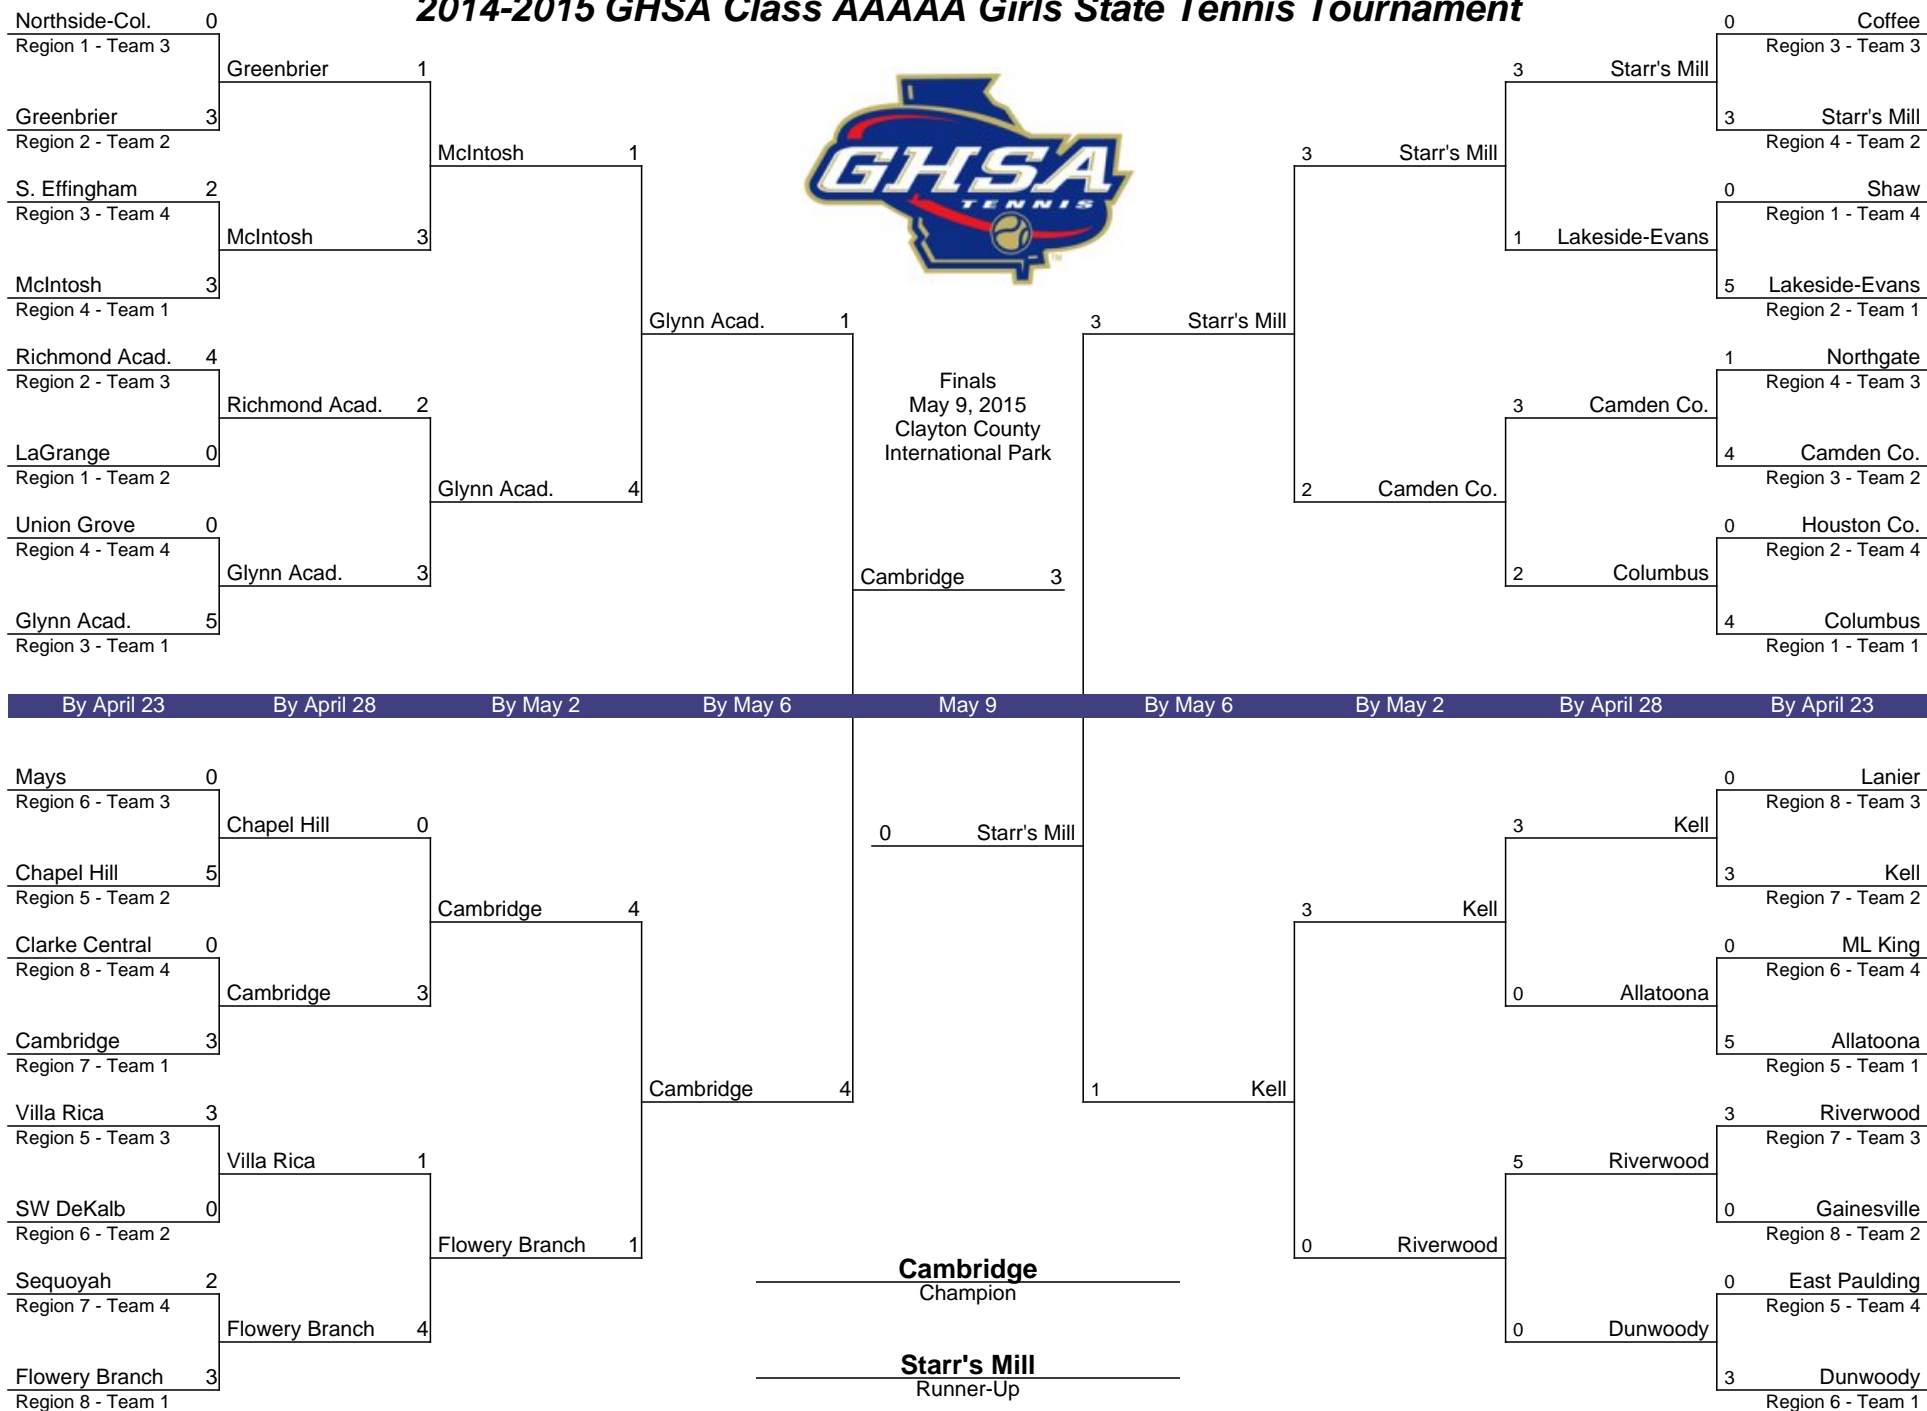 2014-2015 GHSA Class AAAAA Girls State Tennis Tournament
Northside-Col. 0
Region 1 - Team 3
Greenbrier 3
Region 2 - Team 2
S. Effingham 2
Region 3 - Team 4
McIntosh 3
Region 4 - Team 1
Richmond Acad. 4
Region 2 - Team 3
LaGrange 0
Region 1 - Team 2
Union Grove 0
Region 4 - Team 4
Glynn Acad. 5
Region 3 - Team 1
Greenbrier 1
McIntosh 3
Richmond Acad. 2
Glynn Acad. 3
McIntosh 1
Glynn Acad. 4
Glynn Acad. 1
GHSA
TENNIS
TM
Finals
May 9, 2015
Clayton County
International Park
Cambridge 3
3 Starr's Mill
3 Starr's Mill
2 Camden Co.
3 Starr's Mill
1 Lakeside-Evans
3 Camden Co.
2 Columbus
0 Coffee
Region 3 - Team 3
3 Starr's Mill
Region 4 - Team 2
0 Shaw
Region 1 - Team 4
5 Lakeside-Evans
Region 2 - Team 1
1 Northgate
Region 4 - Team 3
4 Camden Co.
Region 3 - Team 2
0 Houston Co.
Region 2 - Team 4
4 Columbus
Region 1 - Team 1
By April 23 By April 28 By May 2 By May 6 May 9 By May 6 By May 2 By April 28 By April 23
Mays 0
Region 6 - Team 3
Chapel Hill 5
Region 5 - Team 2
Clarke Central 0
Region 8 - Team 4
Cambridge 3
Region 7 - Team 1
Villa Rica 3
Region 5 - Team 3
SW DeKalb 0
Region 6 - Team 2
Sequoyah 2
Region 7 - Team 4
Flowery Branch 3
Region 8 - Team 1
Chapel Hill 0
Cambridge 3
Villa Rica 1
Flowery Branch 4
Cambridge 4
Flowery Branch 1
Cambridge 4
0 Starr's Mill
Cambridge
Champion
Starr's Mill
Runner-Up
1 Kell
3 Kell
0 Riverwood
3 Kell
0 Allatoona
5 Riverwood
0 Dunwoody
0 Lanier
Region 8 - Team 3
3 Kell
Region 7 - Team 2
0 ML King
Region 6 - Team 4
5 Allatoona
Region 5 - Team 1
3 Riverwood
Region 7 - Team 3
0 Gainesville
Region 8 - Team 2
0 East Paulding
Region 5 - Team 4
3 Dunwoody
Region 6 - Team 1